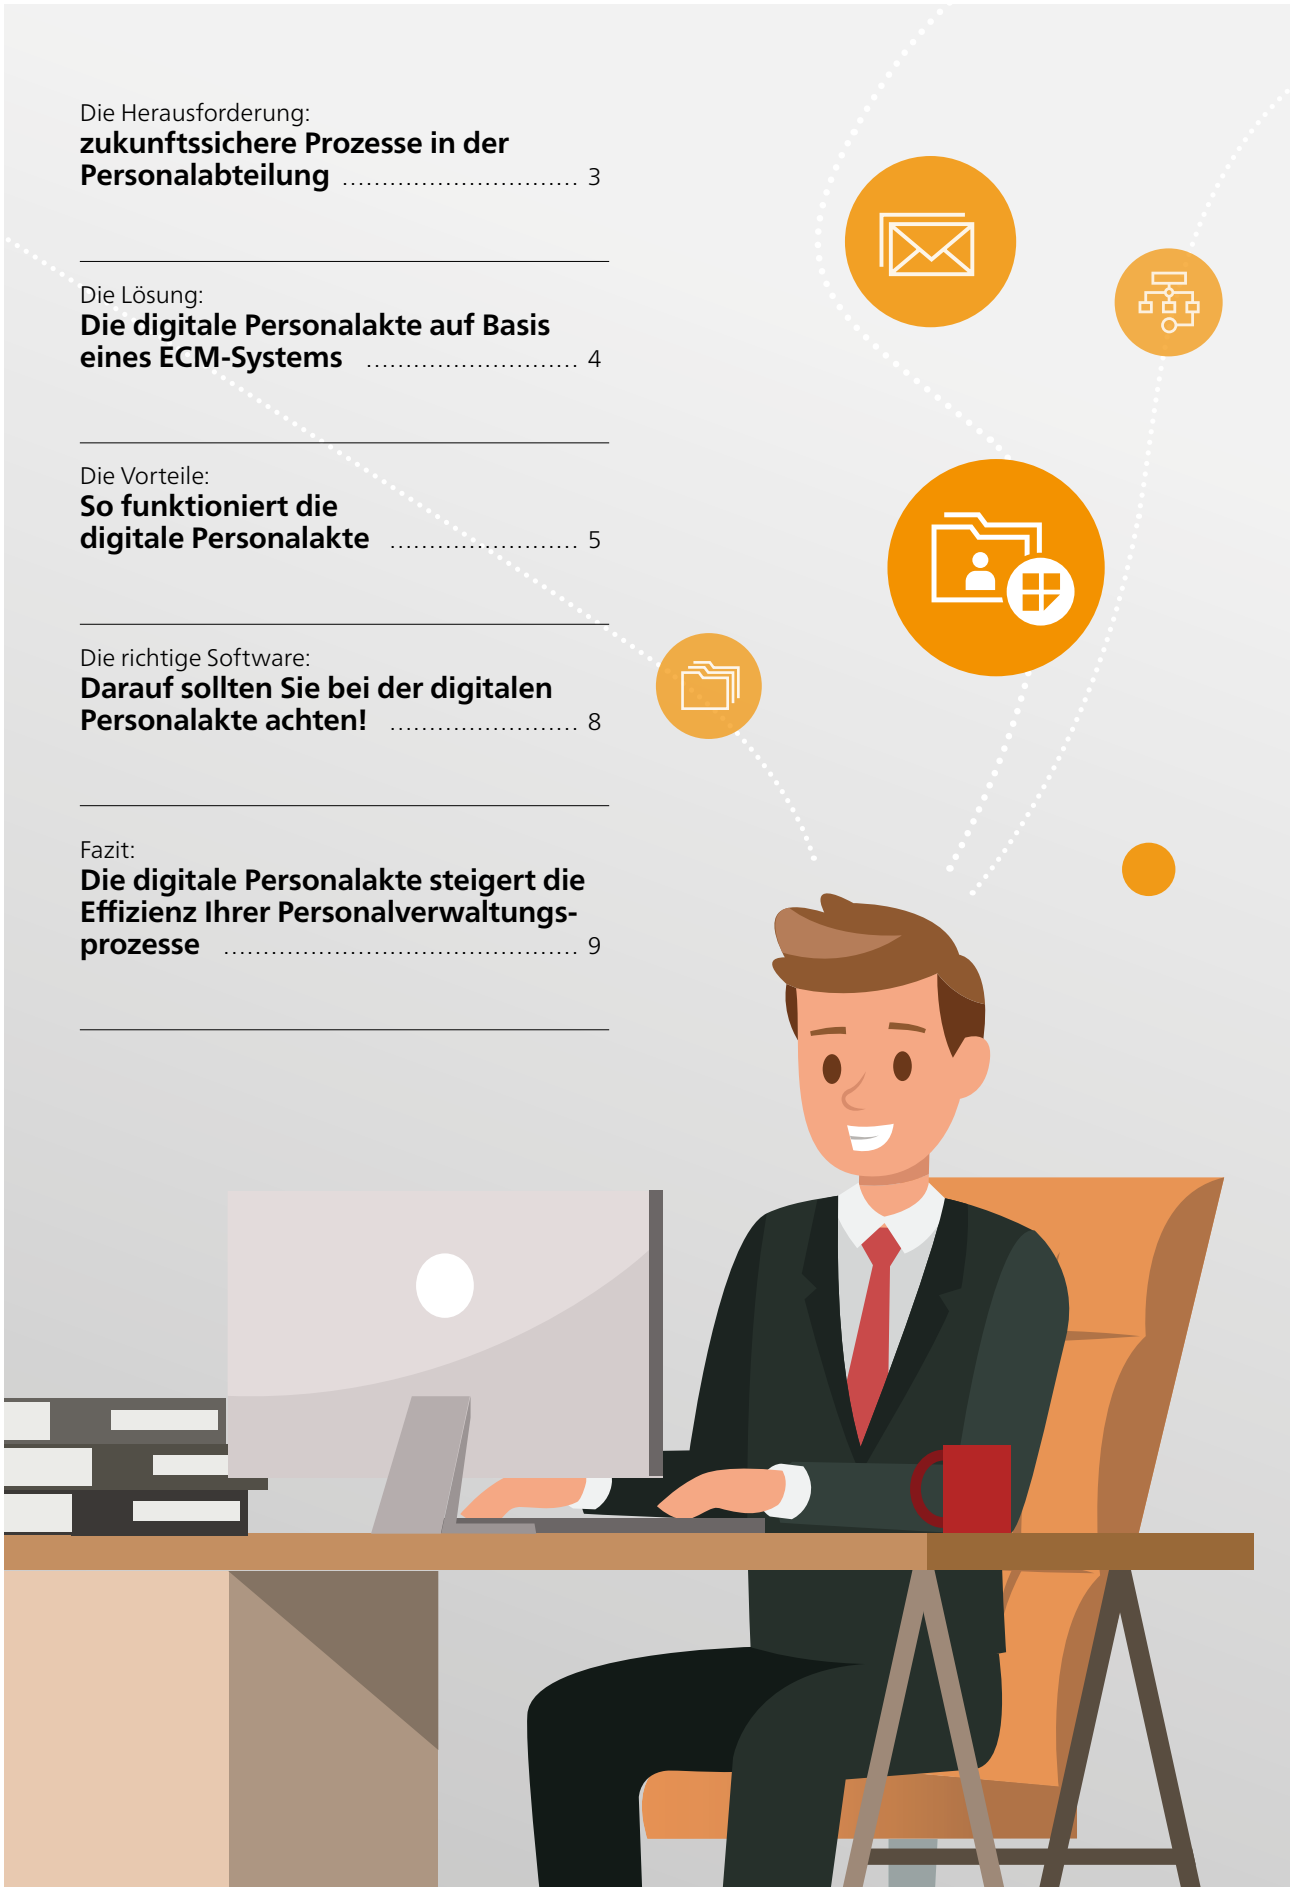 Die Herausforderung:
zukunftssichere Prozesse in der
Personalabteilung .............................. 3
Die Lösung:
Die digitale Personalakte auf Basis
eines ECM-Systems ........................... 4
Die Vorteile:
So funktioniert die
digitale Personalakte ........................ 5
Die richtige Software:
Darauf sollten Sie bei der digitalen
Personalakte achten! ........................ 8
Fazit:
Die digitale Personalakte steigert die
Effizienz Ihrer Personalverwaltungs-
prozesse ............................................. 9